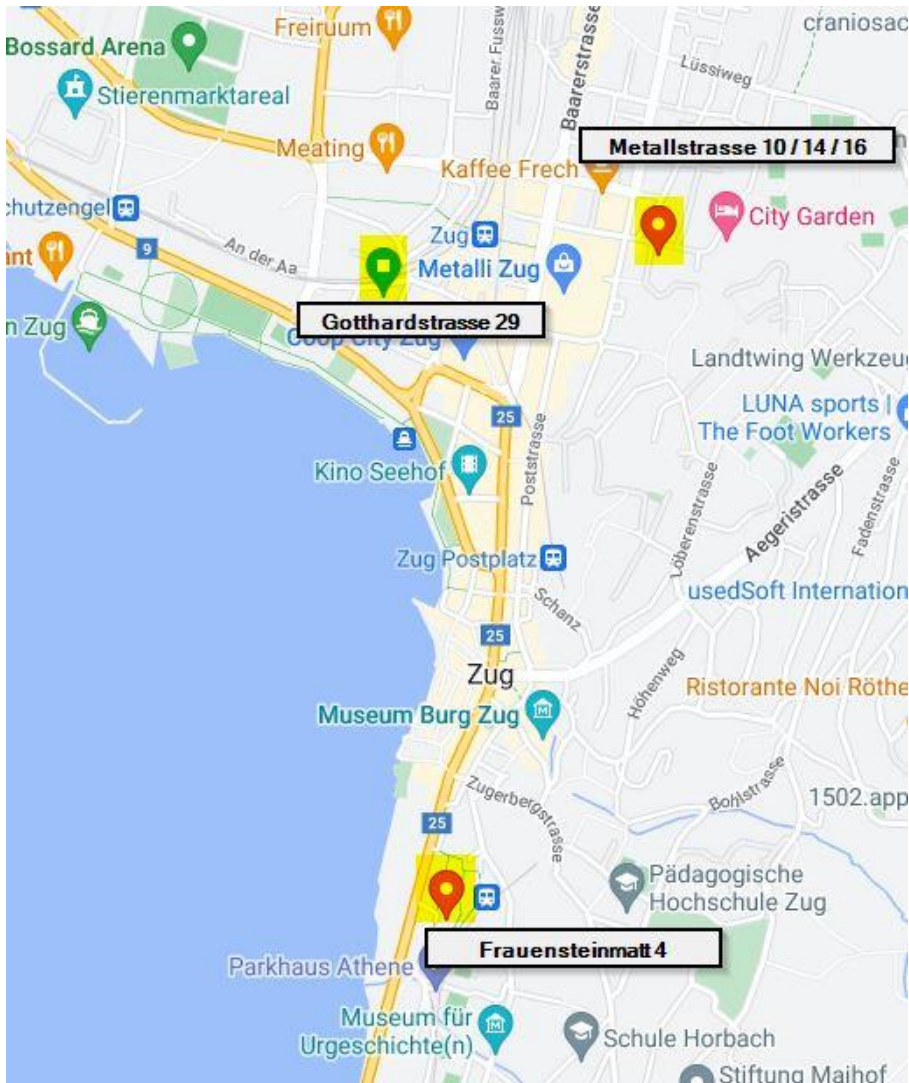 Freiruum
craniosac
Bossard Arena
Baarer Fussw
Baarerstrasse
Lüssiweg
Stierenmarktareal
Metallstrasse 10 / 14 / 16
Meating
Kaffee Frech
chutzengel
City Garden
Zug
An der Aa
9
Metalli Zug
ant
Gotthardstrasse 29
n Zug
Coop City Zug
Landtwing Werkzeug
LUNA sports |
The Foot Workers
25
Poststrasse
Kino Seehof
Löberenstrasse
Aegeristrasse
Fadenstrasse
Zug Postplatz
usedSoft Internation
Schanz
25
Zug
Höhenweg
Ristorante Noi Röthe
Museum Burg Zug
Zugerbergstrasse
Bohlstrasse
1502.app
25
Pädagogische
Hochschule Zug
Frauensteinmatt 4
Parkhaus Athene
Museum für
Urgeschichte(n)
Schule Horbach
Stiftung Maihof